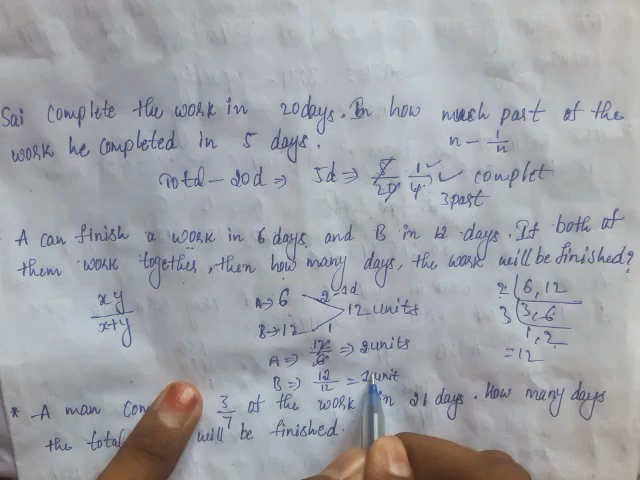 Sai complete the work in 20days. In how much part of the
work he completed in 5 days.
n - 1/n
Total - 20d ⇒ 5d ⇒ 5/20 1/4 ✓ complet
3part
A can finish a work in 6 days, and B in 12 days. If both of
them work together, then how many days, the work will be finished?
xy/x+y
A→6 2 1d
12 units
B→12 1
A ⇒ 12/6 ⇒ 2units
B ⇒ 12/12 = 1unit
2 | 6, 12
3 | 3, 6
1, 2
= 12
* A man com 3/7 of the work in 21 days. How many days
the total will be finished.